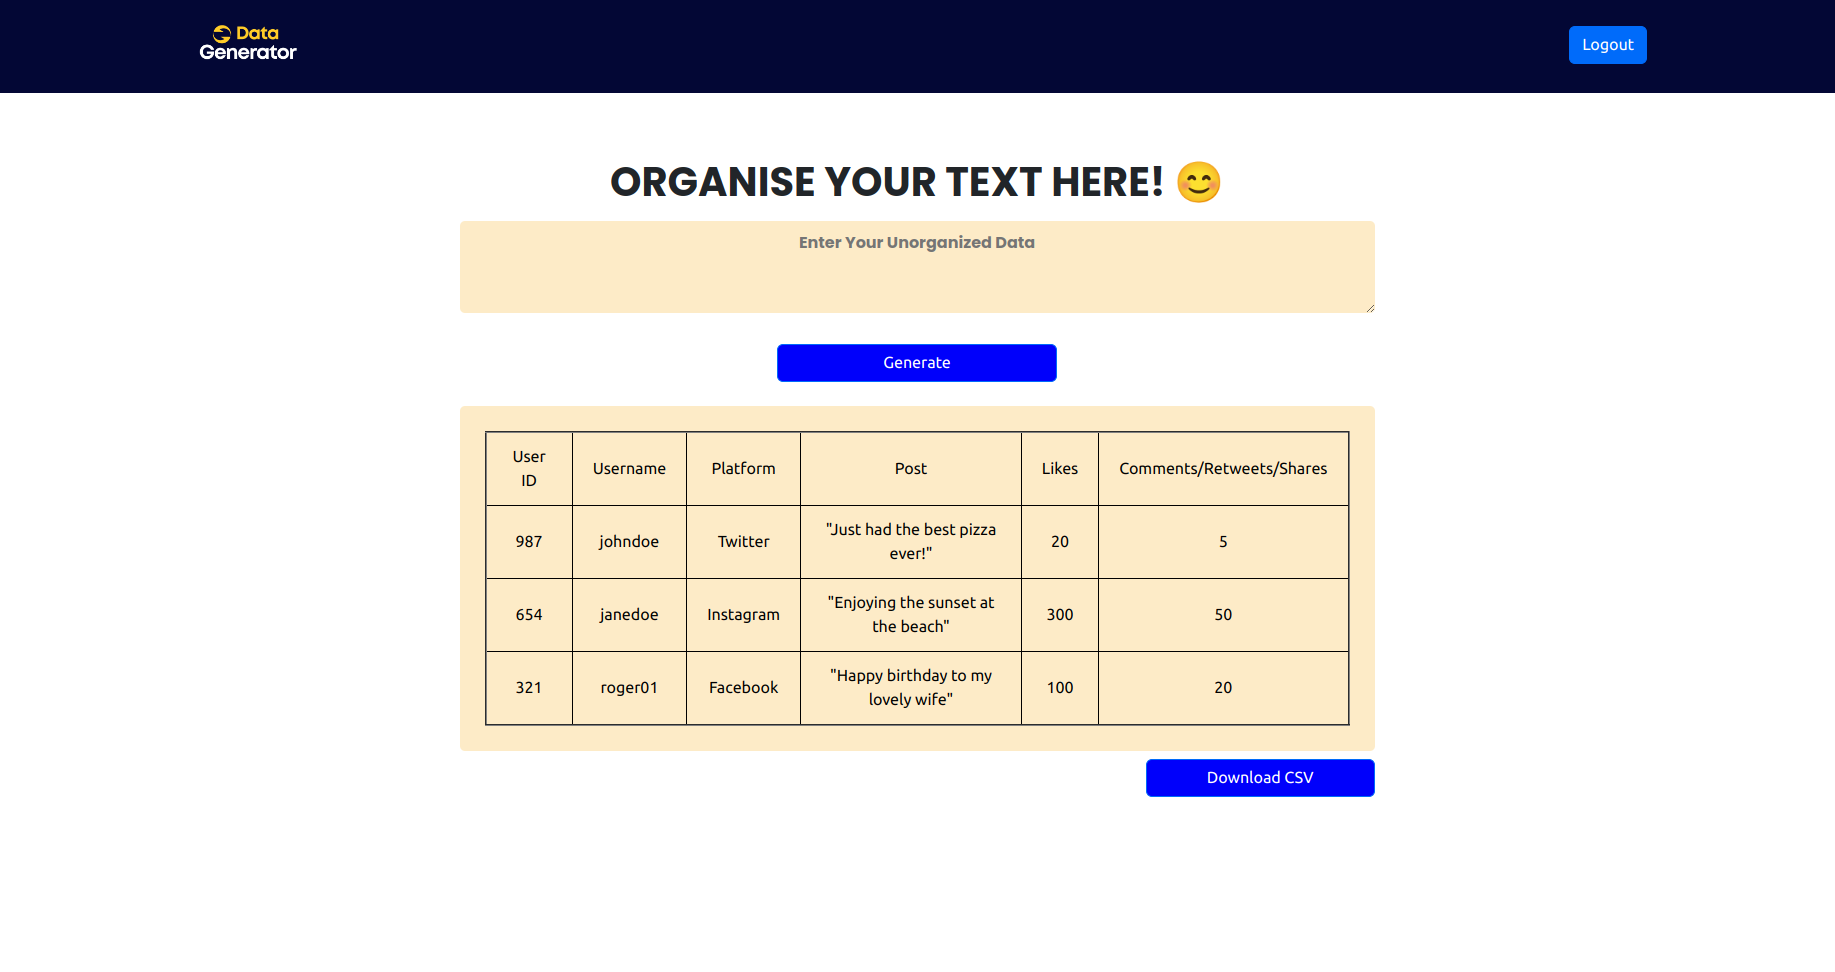 Data
Generator
Logout
ORGANISE YOUR TEXT HERE! 😊
Enter Your Unorganized Data
Generate
User
ID
Username
Platform
Post
Likes
Comments/Retweets/Shares
987
johndoe
Twitter
"Just had the best pizza
ever!"
20
5
654
janedoe
Instagram
"Enjoying the sunset at
the beach"
300
50
321
roger01
Facebook
"Happy birthday to my
lovely wife"
100
20
Download CSV